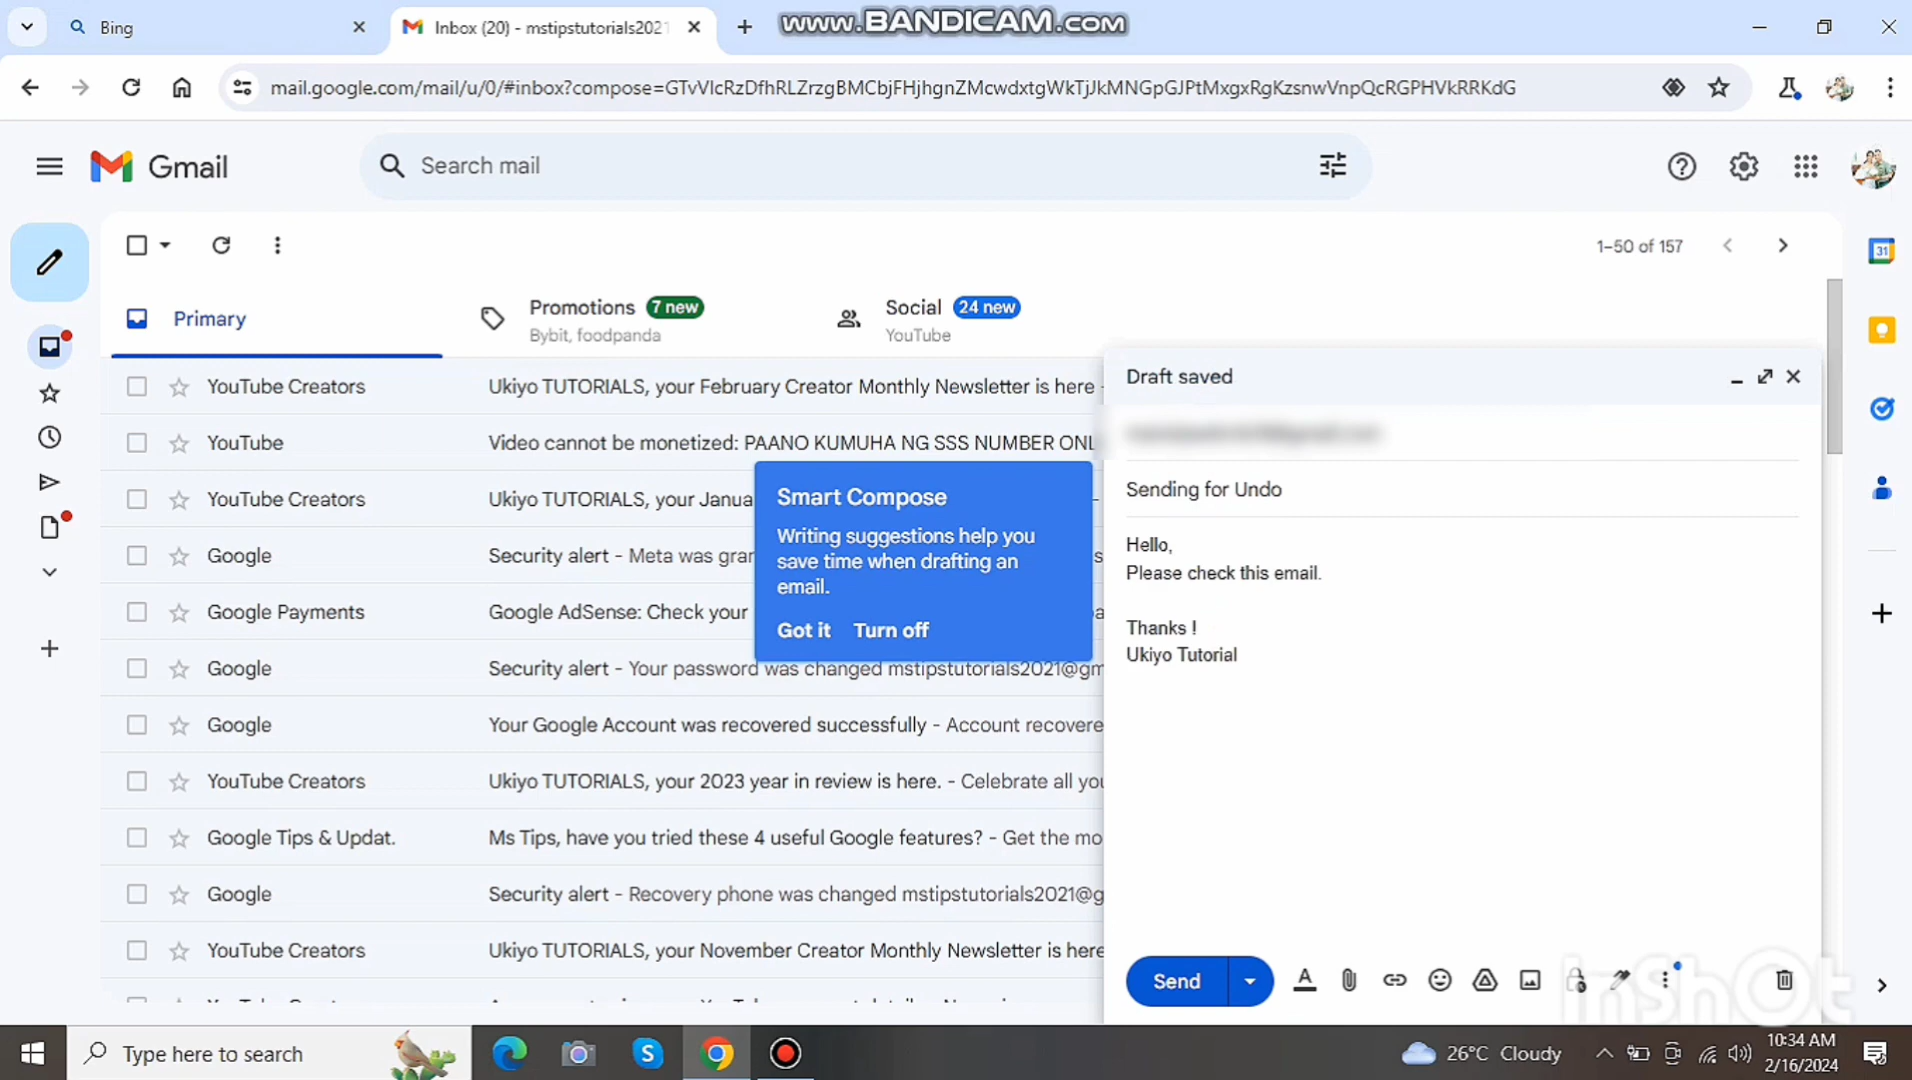 Bing
Inbox (20) - mstipstutorials2021
www.BANDICAM.com
mail.google.com/mail/u/0/#inbox?compose=GTvVlcRzDfhRLZrzgBMCbjFHjhgnZMcwdxtgWkTjJkMNGpGJPtMxgxRgKzsnwVnpQcRGPHVkRRKdG
Gmail
Search mail
1–50 of 157
Primary
Promotions 7 new
Bybit, foodpanda
Social 24 new
YouTube
YouTube Creators
Ukiyo TUTORIALS, your February Creator Monthly Newsletter is here -
YouTube
Video cannot be monetized: PAANO KUMUHA NG SSS NUMBER ONL
YouTube Creators
Ukiyo TUTORIALS, your Janua
Google
Security alert - Meta was gran
Google Payments
Google AdSense: Check your
Google
Security alert - Your password was changed mstipstutorials2021@gm
Google
Your Google Account was recovered successfully - Account recovere
YouTube Creators
Ukiyo TUTORIALS, your 2023 year in review is here. - Celebrate all you
Google Tips & Updat.
Ms Tips, have you tried these 4 useful Google features? - Get the mo
Google
Security alert - Recovery phone was changed mstipstutorials2021@g
YouTube Creators
Ukiyo TUTORIALS, your November Creator Monthly Newsletter is here
Smart Compose
Writing suggestions help you
save time when drafting an
email.
Got it Turn off
Draft saved
Sending for Undo
Hello,
Please check this email.
Thanks !
Ukiyo Tutorial
Send
InShOt
31
Type here to search
26°C Cloudy
10:34 AM
2/16/2024